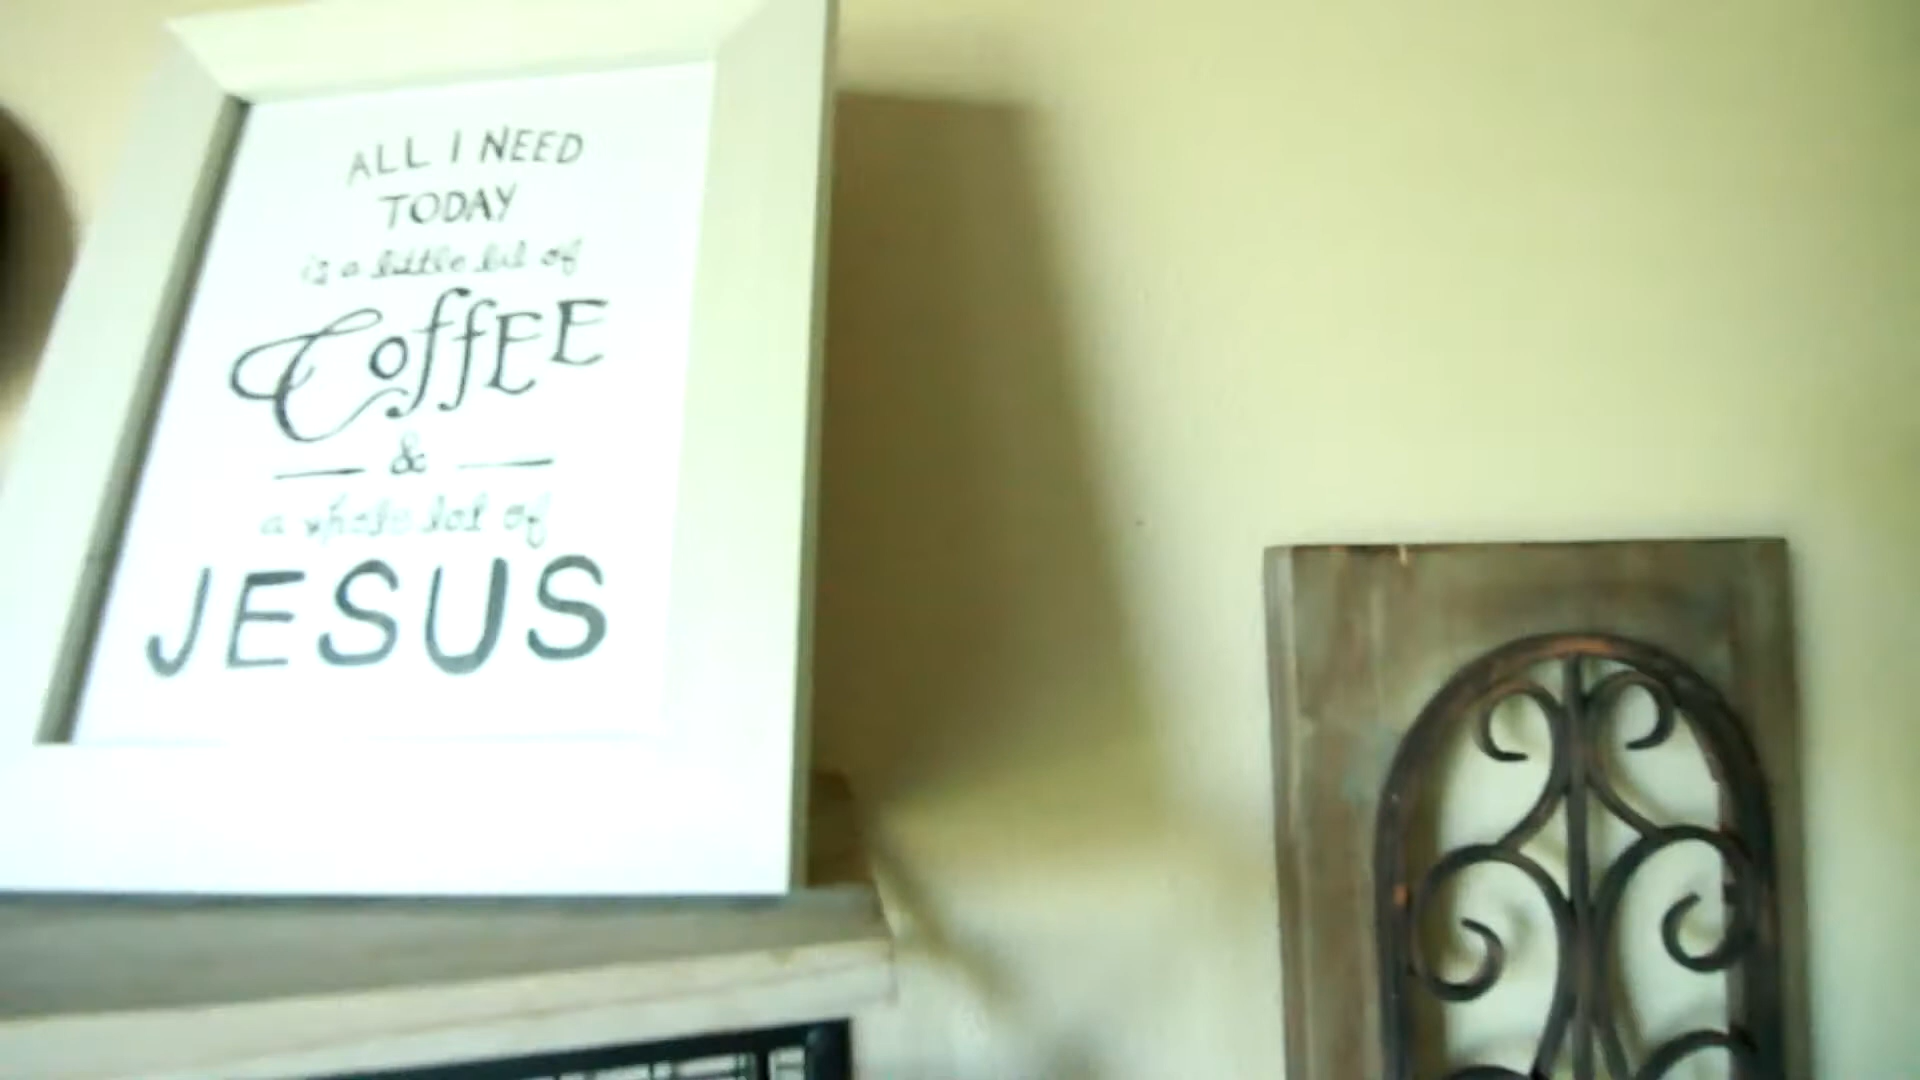 ALL I NEED
TODAY
is a little bit of
CoffEE
&
a whole lot of
JESUS